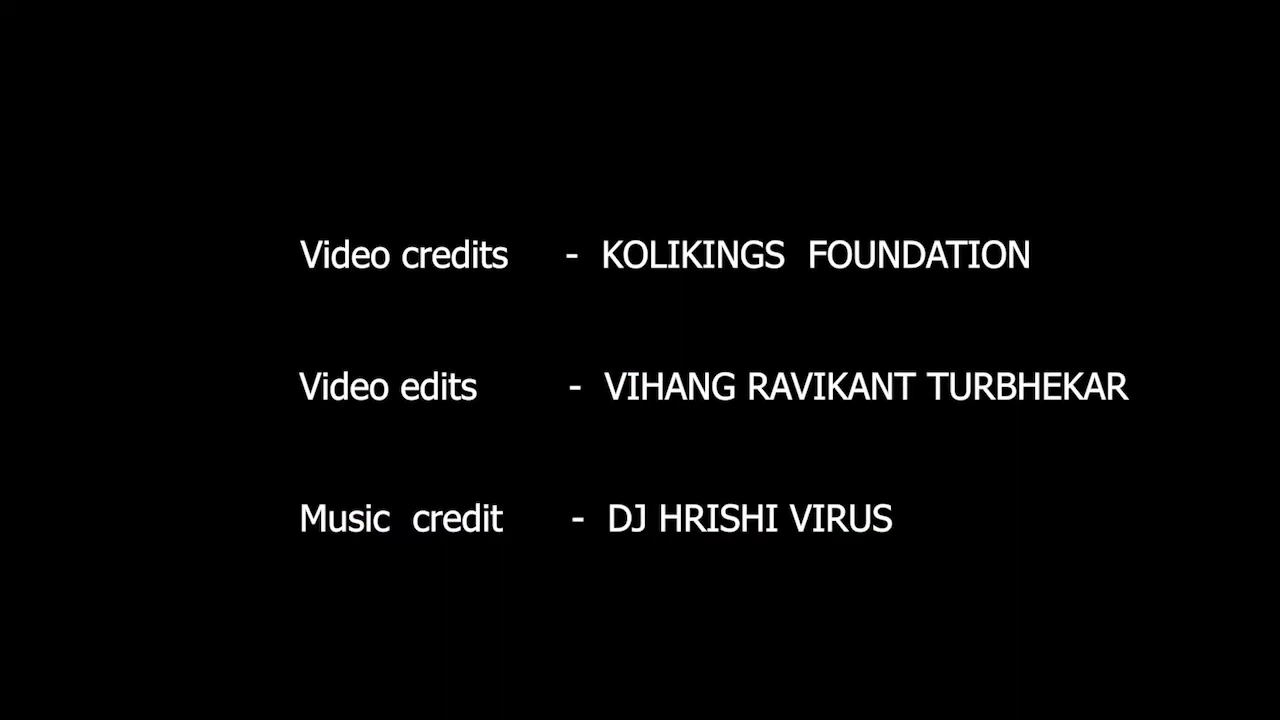 Video credits - KOLIKINGS FOUNDATION
Video edits - VIHANG RAVIKANT TURBHEKAR
Music credit - DJ HRISHI VIRUS